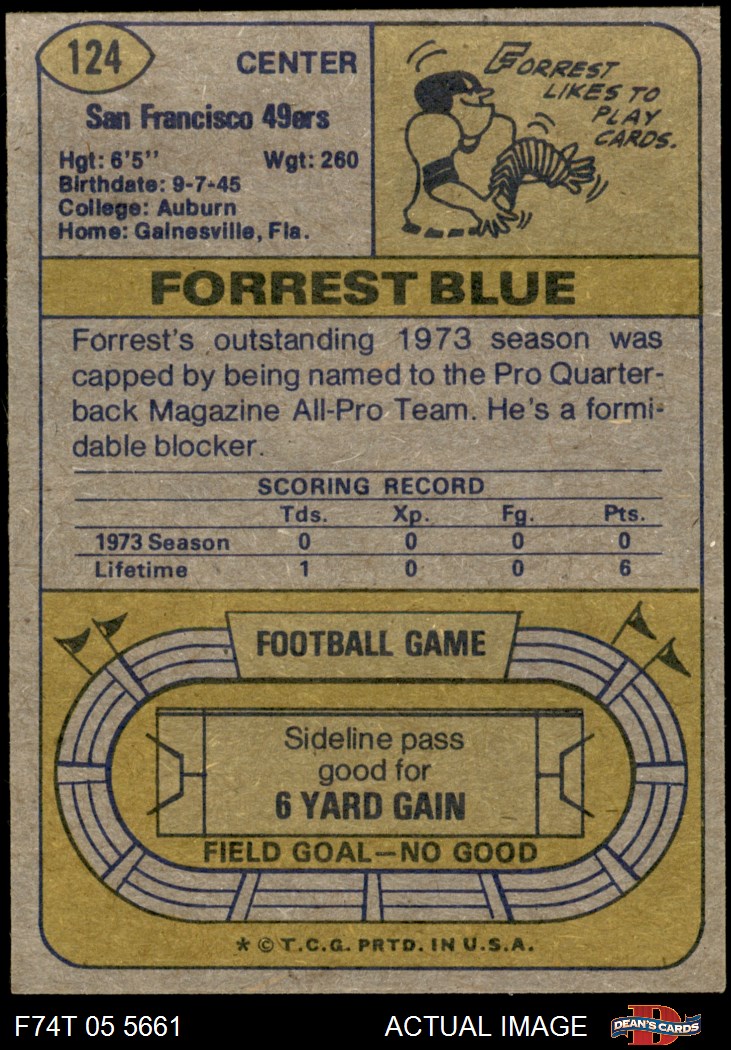 124
CENTER
San Francisco 49ers
Hgt: 6'5"  Wgt: 260
Birthdate: 9-7-45
College: Auburn
Home: Gainesville, Fla.
FORREST
LIKES TO
PLAY
CARDS.
FORREST BLUE
Forrest's outstanding 1973 season was
capped by being named to the Pro Quarter-
back Magazine All-Pro Team. He's a formi-
dable blocker.
SCORING RECORD
Tds. Xp. Fg. Pts.
1973 Season 0 0 0 0
Lifetime 1 0 0 6
FOOTBALL GAME
Sideline pass
good for
6 YARD GAIN
FIELD GOAL—NO GOOD
* © T.C.G. PRTD. IN U.S.A.
F74T 05 5661 ACTUAL IMAGE D DEAN'S CARDS